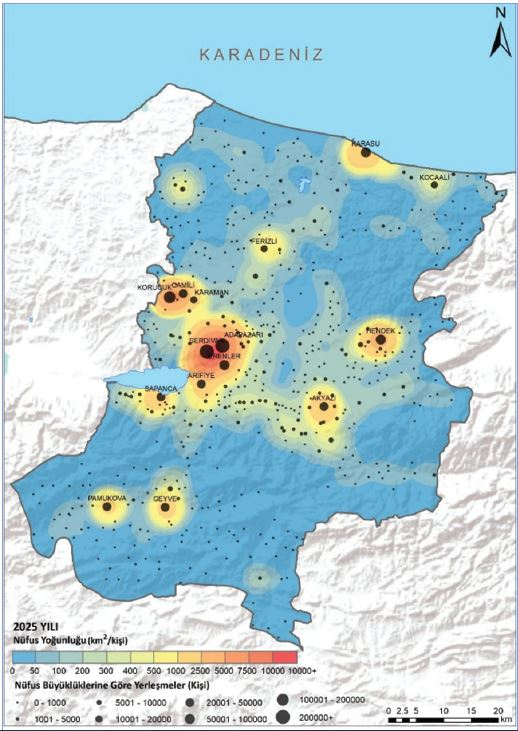 N
KARADENİZ
KARASU
KOCAALİ
FERİZLİ
CAMİLİ
KORUCUK
KARAMAN
ADAPAZARI
SERDİVAN
ERENLER
HENDEK
ARİFİYE
SAPANCA
AKYAZI
PAMUKOVA
GEYVE
2025 YILI
Nüfus Yoğunluğu (km²/kişi)
0 50 100 200 300 400 500 1000 2500 5000 7500 10000 10000+
Nüfus Büyüklüklerine Göre Yerleşmeler (Kişi)
0 - 1000 5001 - 10000 20001 - 50000 100001 - 200000
1001 - 5000 10001 - 20000 50001 - 100000 200000+
0 2.5 5 10 15 20
km